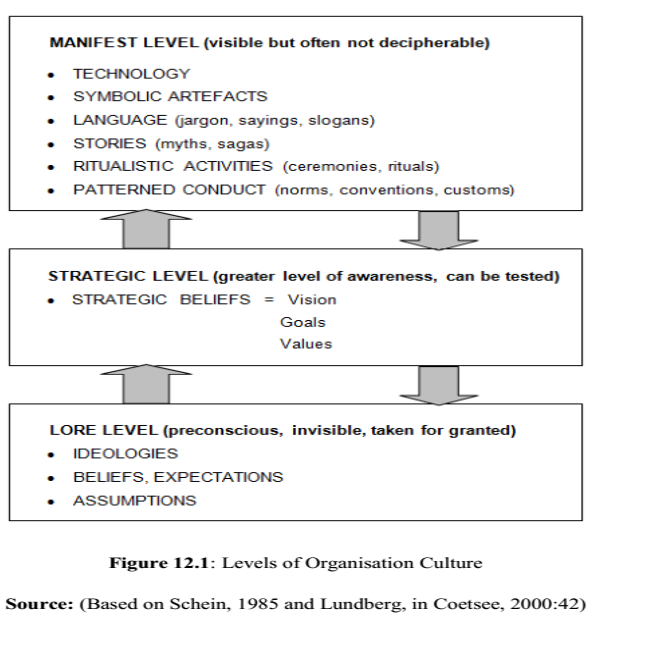 MANIFEST LEVEL (visible but often not decipherable)
• TECHNOLOGY
• SYMBOLIC ARTEFACTS
• LANGUAGE (jargon, sayings, slogans)
• STORIES (myths, sagas)
• RITUALISTIC ACTIVITIES (ceremonies, rituals)
• PATTERNED CONDUCT (norms, conventions, customs)
STRATEGIC LEVEL (greater level of awareness, can be tested)
• STRATEGIC BELIEFS = Vision
Goals
Values
LORE LEVEL (preconscious, invisible, taken for granted)
• IDEOLOGIES
• BELIEFS, EXPECTATIONS
• ASSUMPTIONS
Figure 12.1: Levels of Organisation Culture
Source: (Based on Schein, 1985 and Lundberg, in Coetsee, 2000:42)